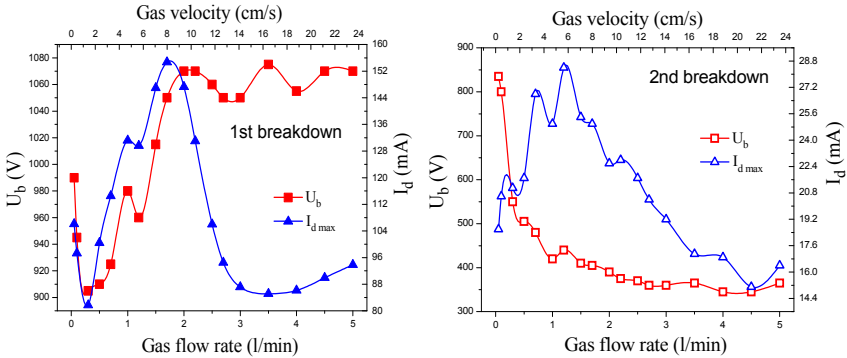 Gas velocity (cm/s)
0 2 4 6 8 10 12 14 16 18 20 22 24
1080
1060
1040
1020
1000
980
960
940
920
900
U_b (V)
160
152
144
136
128
120
112
104
96
88
80
I_d (mA)
1st breakdown
U_b
I_d max
0 1 2 3 4 5
Gas flow rate (l/min)
Gas velocity (cm/s)
0 2 4 6 8 10 12 14 16 18 20 22 24
900
850
800
750
700
650
600
550
500
450
400
350
300
U_b (V)
28.8
27.2
25.6
24.0
22.4
20.8
19.2
17.6
16.0
14.4
I_d (mA)
2nd breakdown
U_b
I_d max
0 1 2 3 4 5
Gas flow rate (l/min)